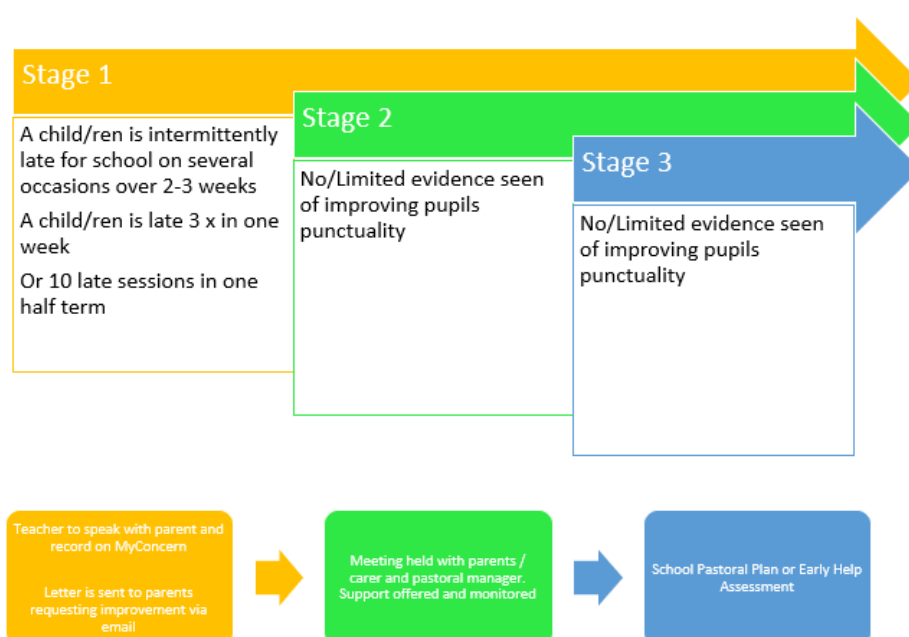 Stage 1
A child/ren is intermittently
late for school on several
occasions over 2-3 weeks
A child/ren is late 3 x in one
week
Or 10 late sessions in one
half term
Stage 2
No/Limited evidence seen
of improving pupils
punctuality
Stage 3
No/Limited evidence seen
of improving pupils
punctuality
Teacher to speak with parent and
record on MyConcern
Letter is sent to parents
requesting improvement via
email
Meeting held with parents /
carer and pastoral manager.
Support offered and monitored
School Pastoral Plan or Early Help
Assessment